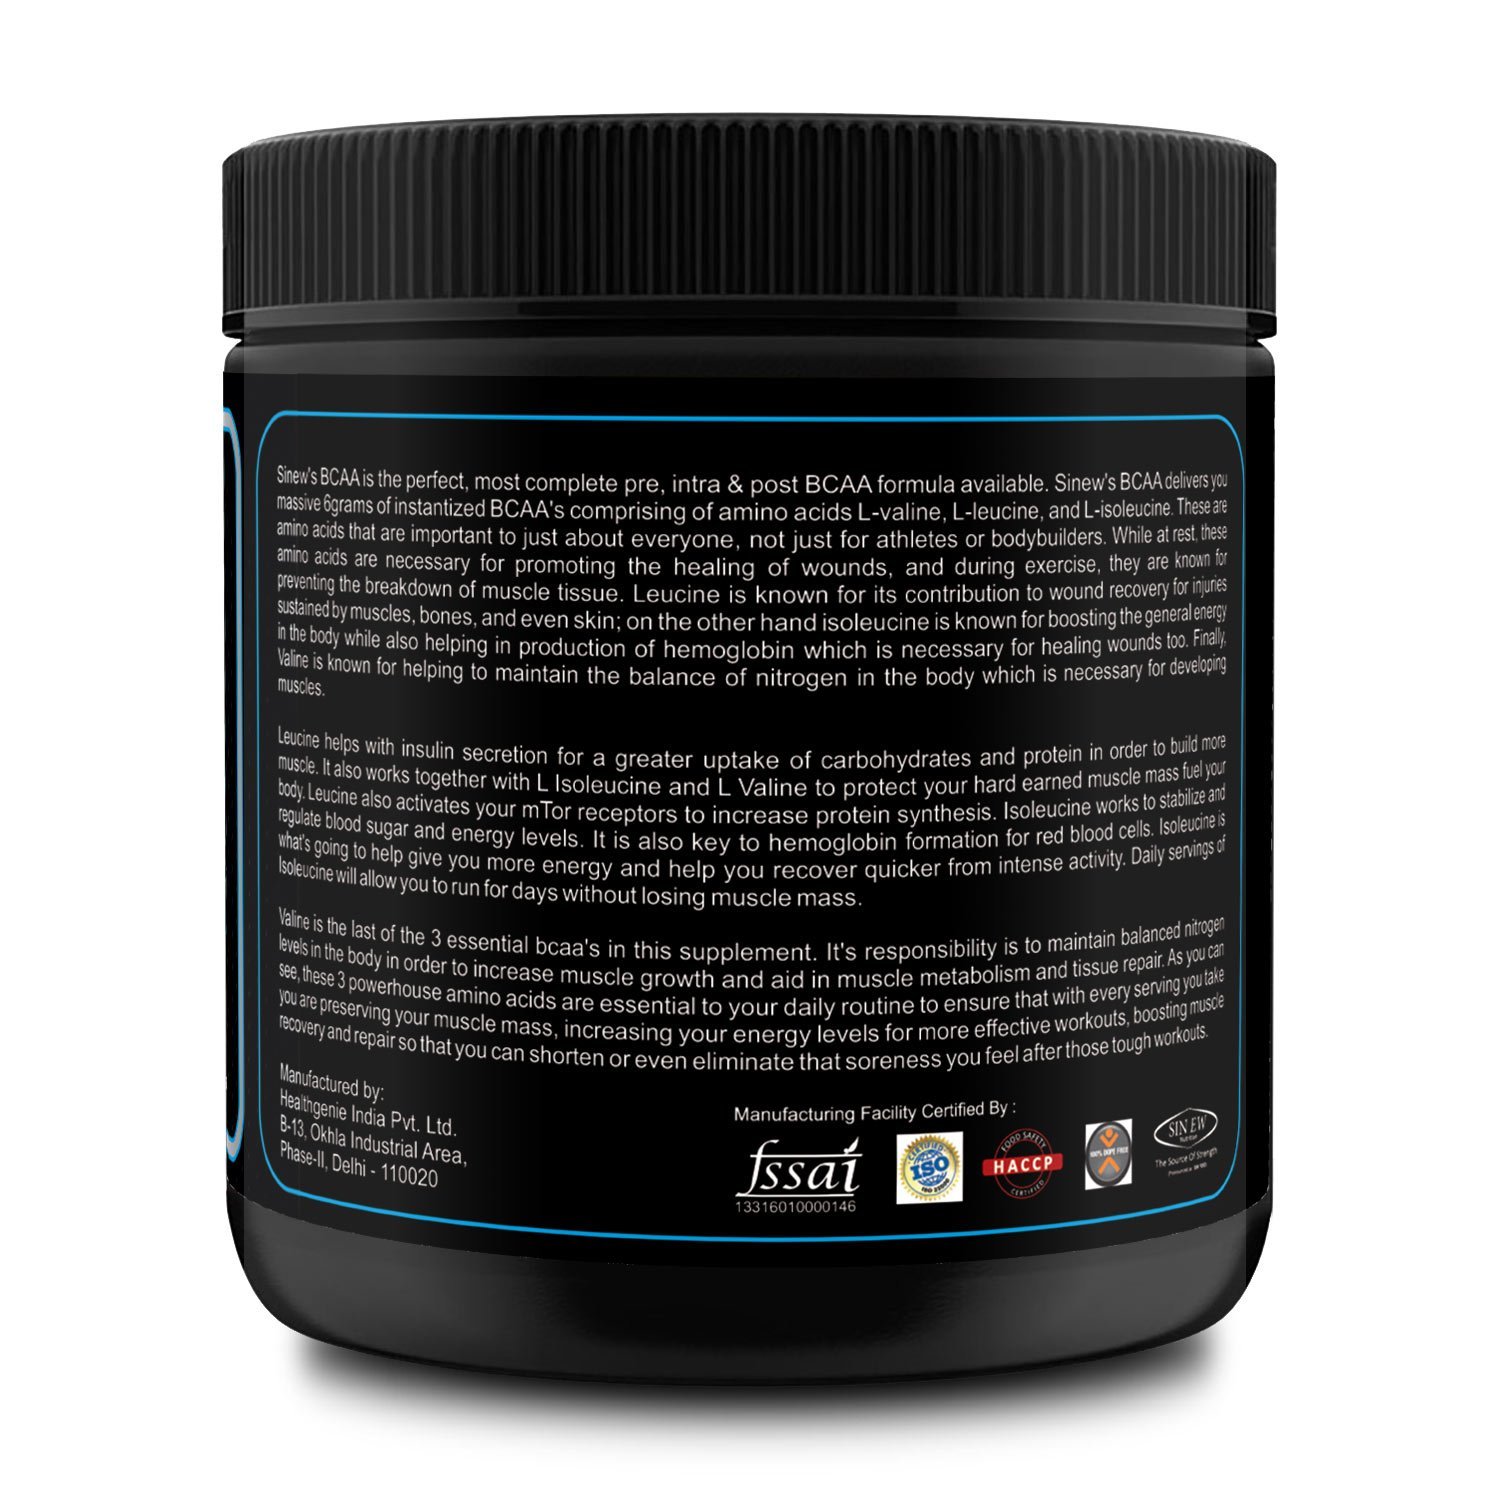 Sinew's BCAA is the perfect, most complete pre, intra & post BCAA formula available. Sinew's BCAA delivers you
massive 6grams of instantized BCAA's comprising of amino acids L-valine, L-leucine, and L-isoleucine. These are
amino acids that are important to just about everyone, not just for athletes or bodybuilders. While at rest, these
amino acids are necessary for promoting the healing of wounds, and during exercise, they are known for
preventing the breakdown of muscle tissue. Leucine is known for its contribution to wound recovery for injuries
sustained by muscles, bones, and even skin; on the other hand isoleucine is known for boosting the general energy
in the body while also helping in production of hemoglobin which is necessary for healing wounds too. Finally,
Valine is known for helping to maintain the balance of nitrogen in the body which is necessary for developing
muscles.
Leucine helps with insulin secretion for a greater uptake of carbohydrates and protein in order to build more
muscle. It also works together with L Isoleucine and L Valine to protect your hard earned muscle mass fuel your
body. Leucine also activates your mTor receptors to increase protein synthesis. Isoleucine works to stabilize and
regulate blood sugar and energy levels. It is also key to hemoglobin formation for red blood cells. Isoleucine is
what's going to help give you more energy and help you recover quicker from intense activity. Daily servings of
Isoleucine will allow you to run for days without losing muscle mass.
Valine is the last of the 3 essential bcaa's in this supplement. It's responsibility is to maintain balanced nitrogen
levels in the body in order to increase muscle growth and aid in muscle metabolism and tissue repair. As you can
see, these 3 powerhouse amino acids are essential to your daily routine to ensure that with every serving you take
you are preserving your muscle mass, increasing your energy levels for more effective workouts, boosting muscle
recovery and repair so that you can shorten or even eliminate that soreness you feel after those tough workouts.
Manufactured by:
Healthgenie India Pvt. Ltd.
B-13, Okhla Industrial Area,
Phase-II, Delhi - 110020
Manufacturing Facility Certified By :
fssai
13316010000146
CERTIFIED
ISO
FOOD SAFETY
HACCP
CERTIFIED
100% DOPE FREE
SINEW
Nutrition
The Source Of Strength